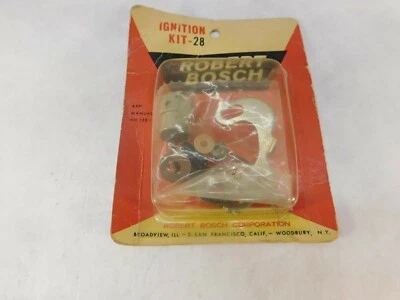 IGNITION
KIT-28
ROBERT
BOSCH
ROBERT BOSCH CORPORATION
BROADVIEW, ILL - S. SAN FRANCISCO, CALIF, - WOODBURY, N.Y.